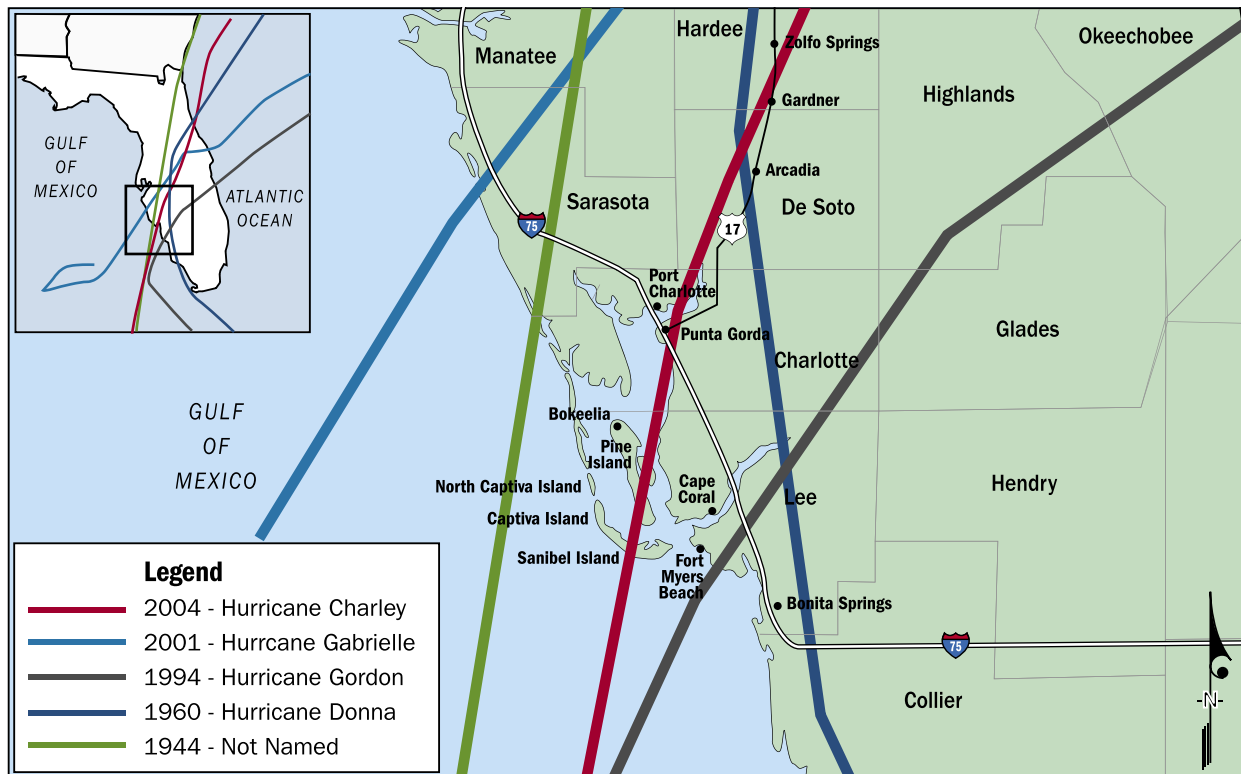 GULF
OF
MEXICO
ATLANTIC
OCEAN
Manatee
Hardee
Zolfo Springs
Okeechobee
Gardner
Highlands
Arcadia
Sarasota
De Soto
75
17
Port
Charlotte
Punta Gorda
Glades
Charlotte
GULF
OF
MEXICO
Bokeelia
Pine
Island
North Captiva Island
Cape
Coral
Lee
Hendry
Captiva Island
Sanibel Island
Fort
Myers
Beach
Bonita Springs
75
Collier
N
Legend
2004 - Hurricane Charley
2001 - Hurrcane Gabrielle
1994 - Hurricane Gordon
1960 - Hurricane Donna
1944 - Not Named